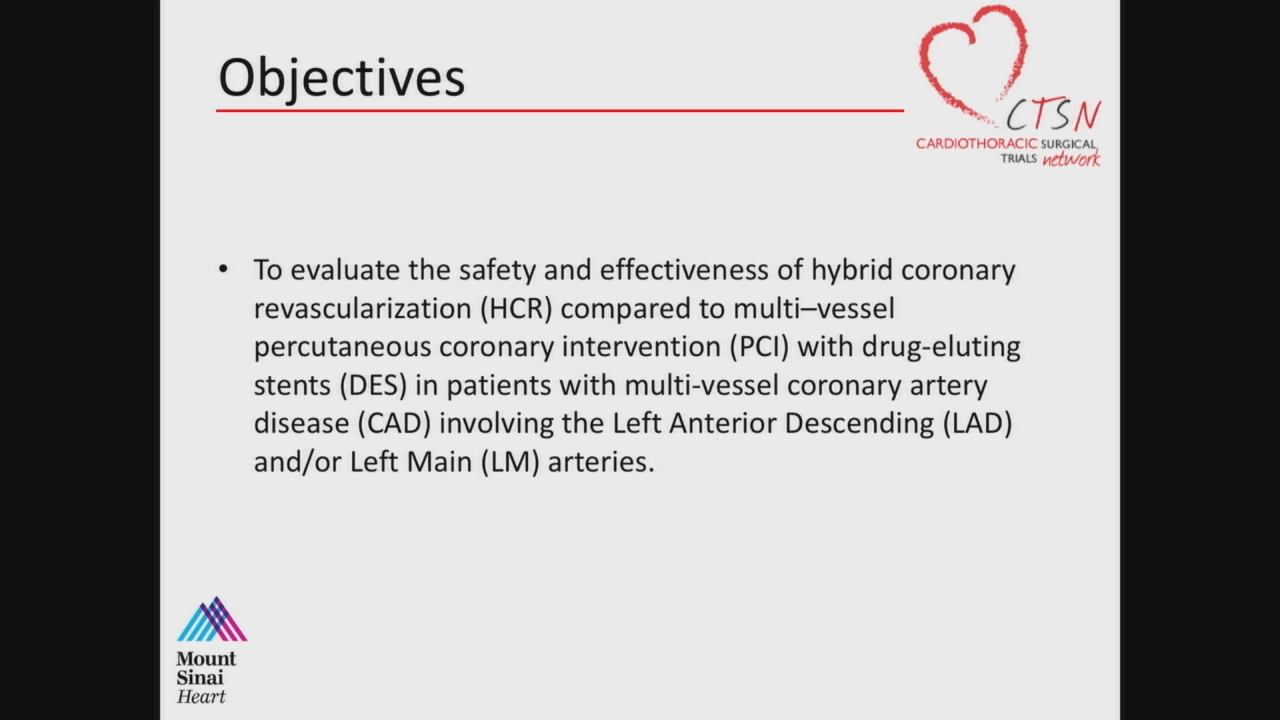 Objectives
CTSN
CARDIOTHORACIC SURGICAL
TRIALS network
• To evaluate the safety and effectiveness of hybrid coronary
revascularization (HCR) compared to multi–vessel
percutaneous coronary intervention (PCI) with drug-eluting
stents (DES) in patients with multi-vessel coronary artery
disease (CAD) involving the Left Anterior Descending (LAD)
and/or Left Main (LM) arteries.
Mount
Sinai
Heart